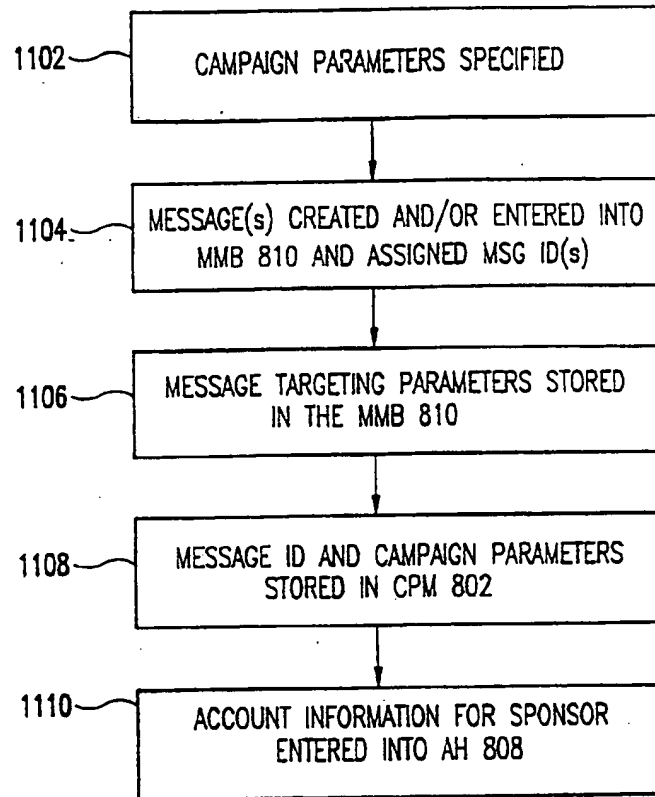 1102
CAMPAIGN PARAMETERS SPECIFIED
1104
MESSAGE(s) CREATED AND/OR ENTERED INTO
MMB 810 AND ASSIGNED MSG ID(s)
1106
MESSAGE TARGETING PARAMETERS STORED
IN THE MMB 810
1108
MESSAGE ID AND CAMPAIGN PARAMETERS
STORED IN CPM 802
1110
ACCOUNT INFORMATION FOR SPONSOR
ENTERED INTO AH 808